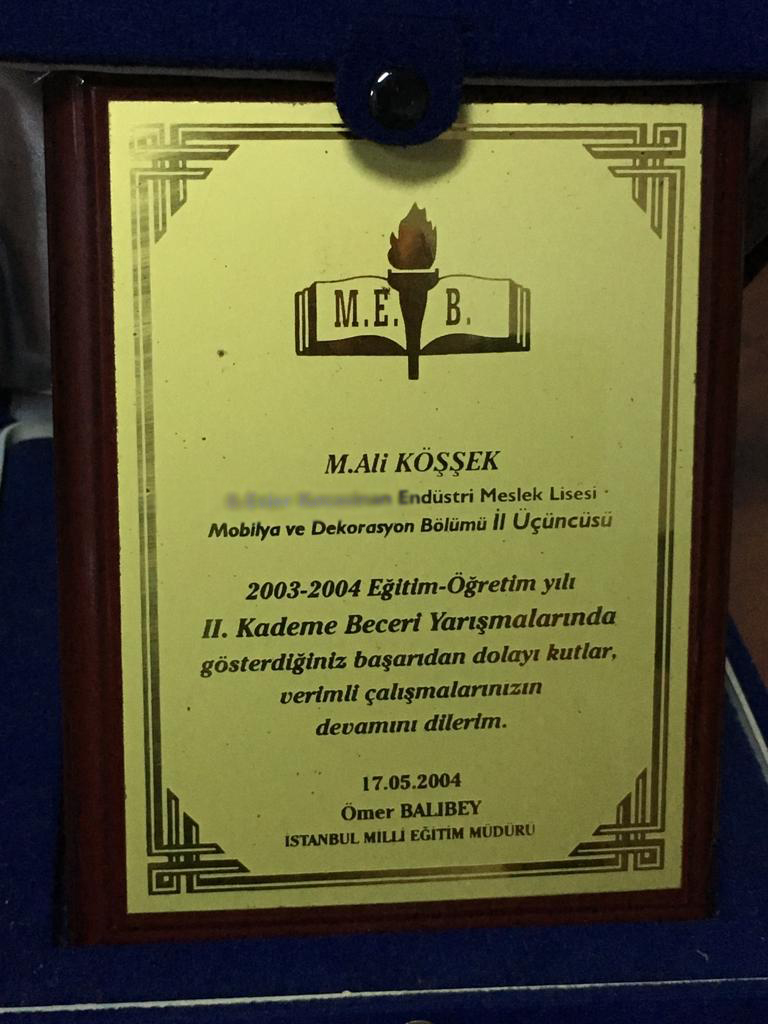 M.E. B.
M.Ali KÖŞŞEK
Endüstri Meslek Lisesi
Mobilya ve Dekorasyon Bölümü İl Üçüncüsü
2003-2004 Eğitim-Öğretim yılı
II. Kademe Beceri Yarışmalarında
gösterdiğiniz başarıdan dolayı kutlar,
verimli çalışmalarınızın
devamını dilerim.
17.05.2004
Ömer BALIBEY
İSTANBUL MİLLİ EĞİTİM MÜDÜRÜ